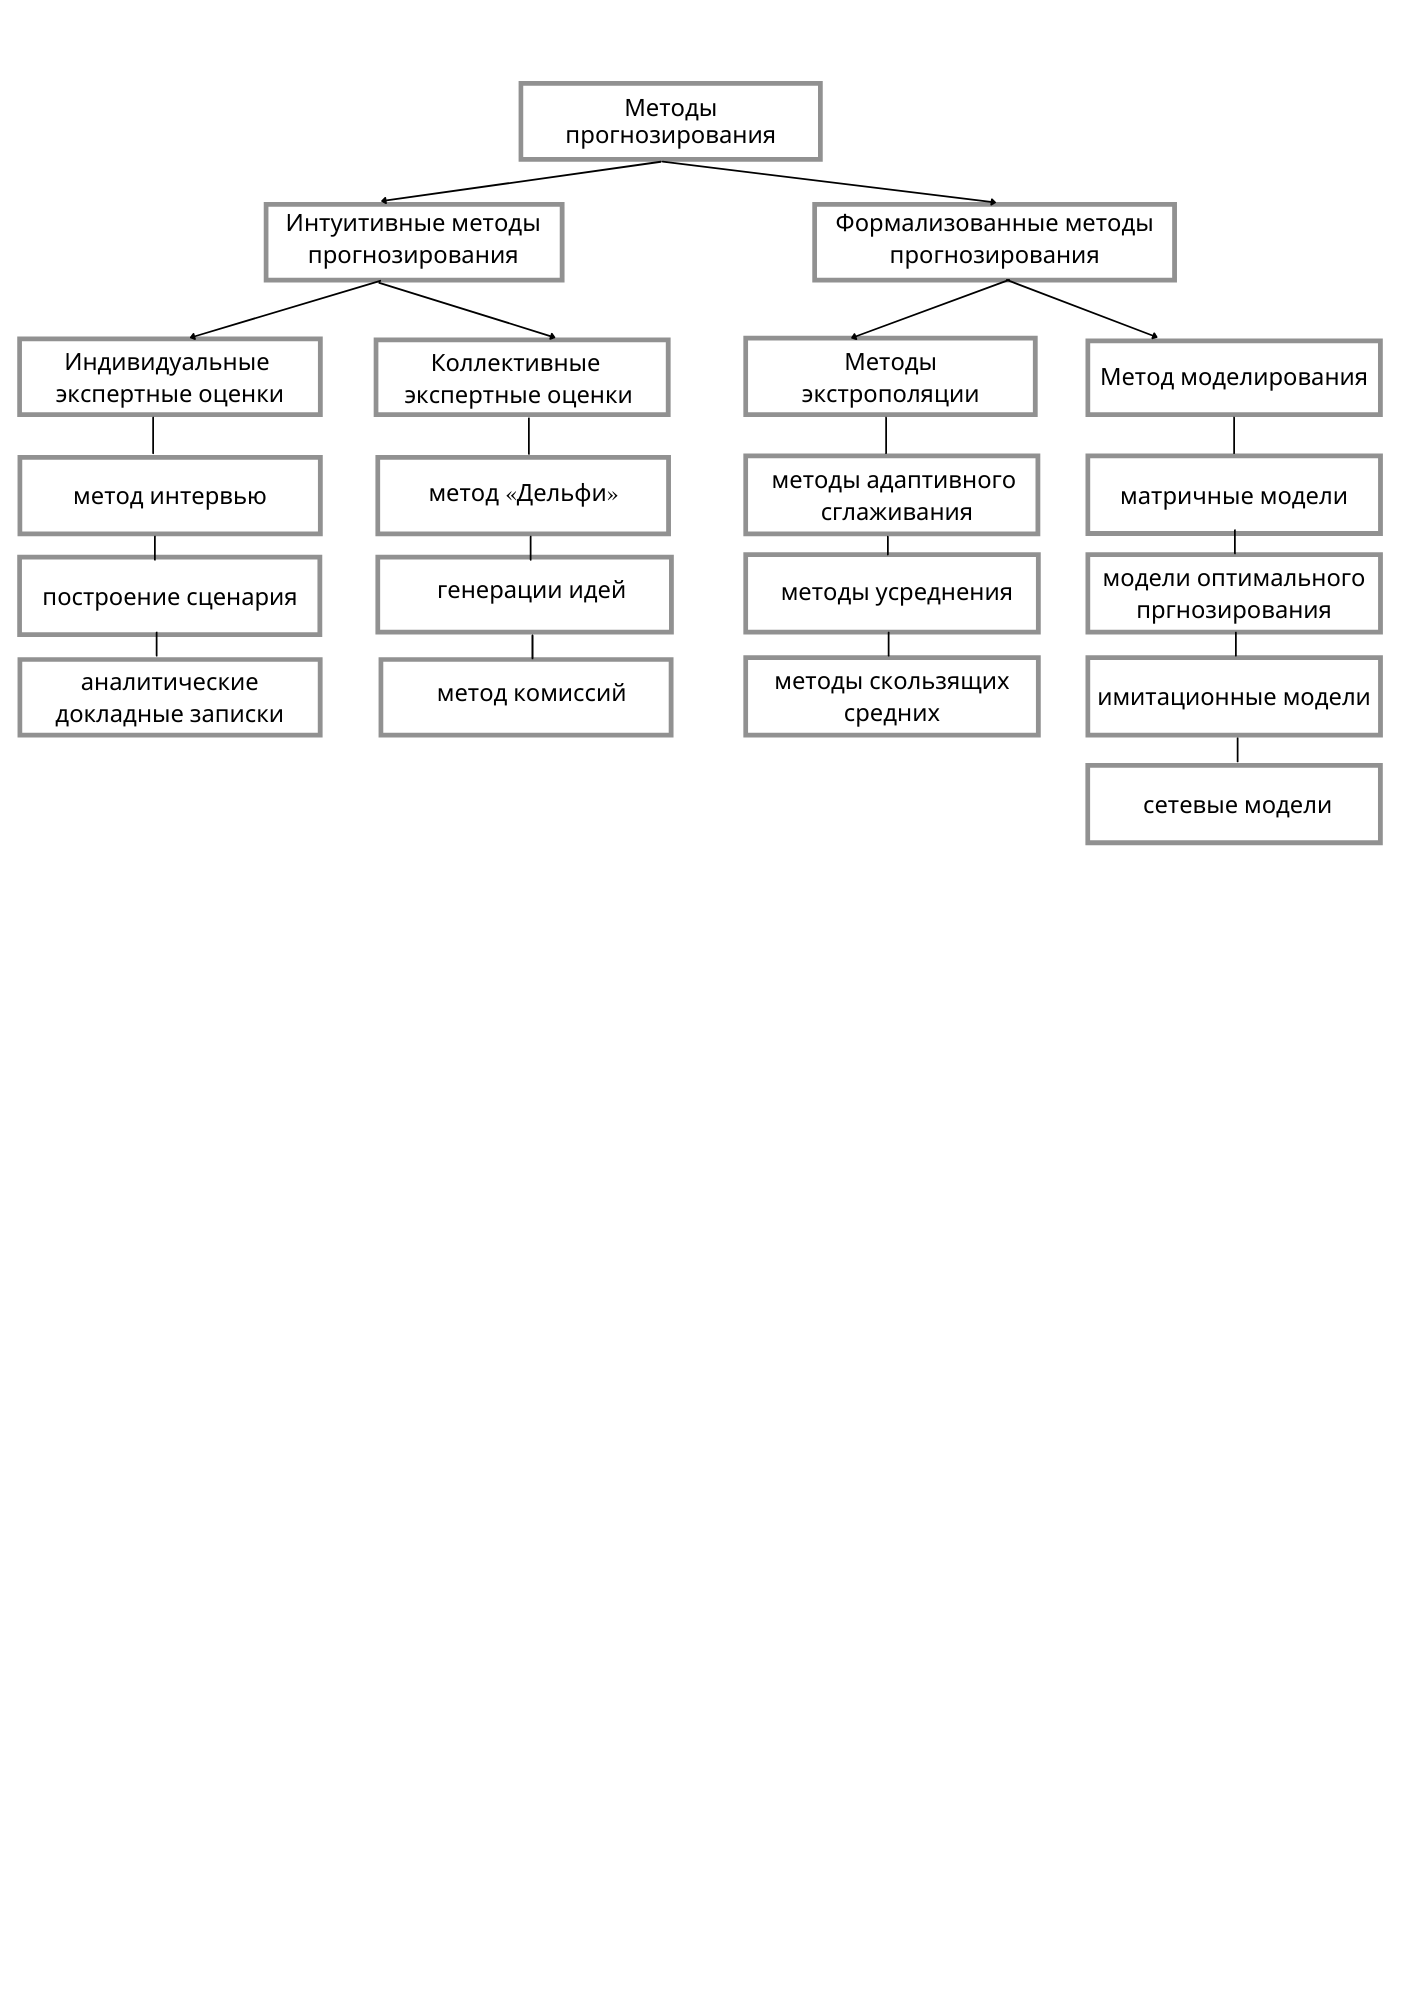 Методы
прогнозирования
Интуитивные методы
прогнозирования
Формализованные методы
прогнозирования
Индивидуальные
экспертные оценки
Коллективные
экспертные оценки
Методы
экстрополяции
Метод моделирования
метод интервью
метод «Дельфи»
методы адаптивного
сглаживания
матричные модели
построение сценария
генерации идей
методы усреднения
модели оптимального
пргнозирования
аналитические
докладные записки
метод комиссий
методы скользящих
средних
имитационные модели
сетевые модели